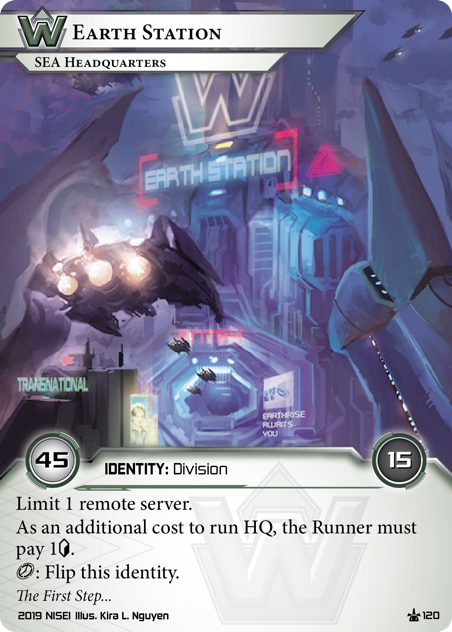 W EARTH STATION
SEA HEADQUARTERS
W
EARTH STATION
TRANSNATIONAL
EARTHRISE
AWAITS
YOU
45
IDENTITY: Division
15
Limit 1 remote server.
As an additional cost to run HQ, the Runner must
pay 1.
: Flip this identity.
The First Step...
2019 NISEI Illus. Kira L. Nguyen
120